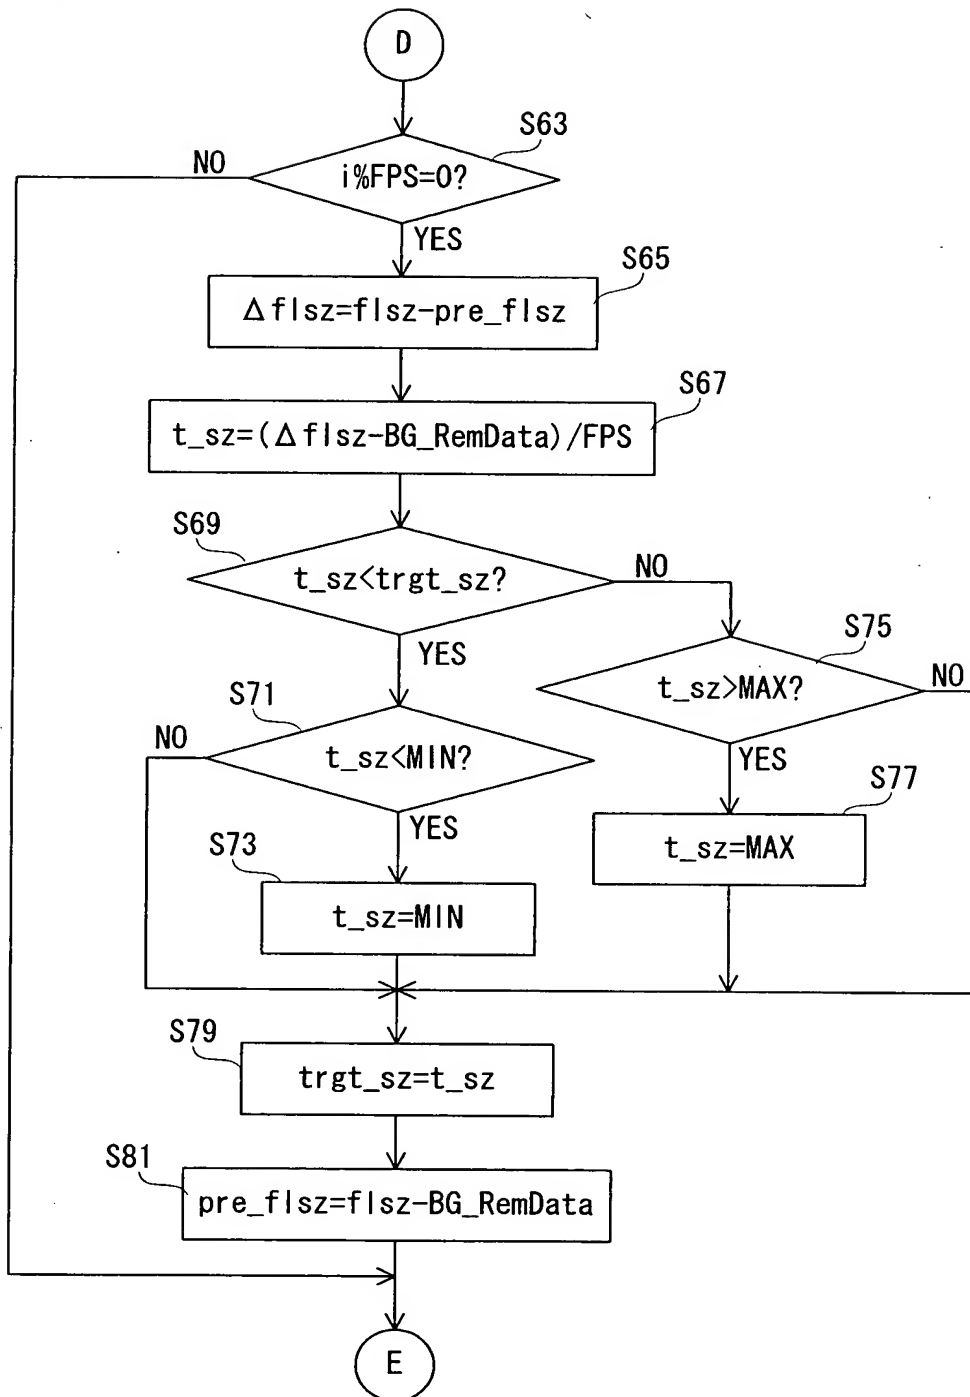 D
S63
NO
i%FPS=0?
YES
S65
Δflsz=flsz-pre_flsz
S67
t_sz=(Δflsz-BG_RemData)/FPS
S69
t_sz<trgt_sz?
NO
YES
S75
t_sz>MAX?
NO
S71
NO
t_sz<MIN?
YES
YES
S77
t_sz=MAX
S73
t_sz=MIN
S79
trgt_sz=t_sz
S81
pre_flsz=flsz-BG_RemData
E